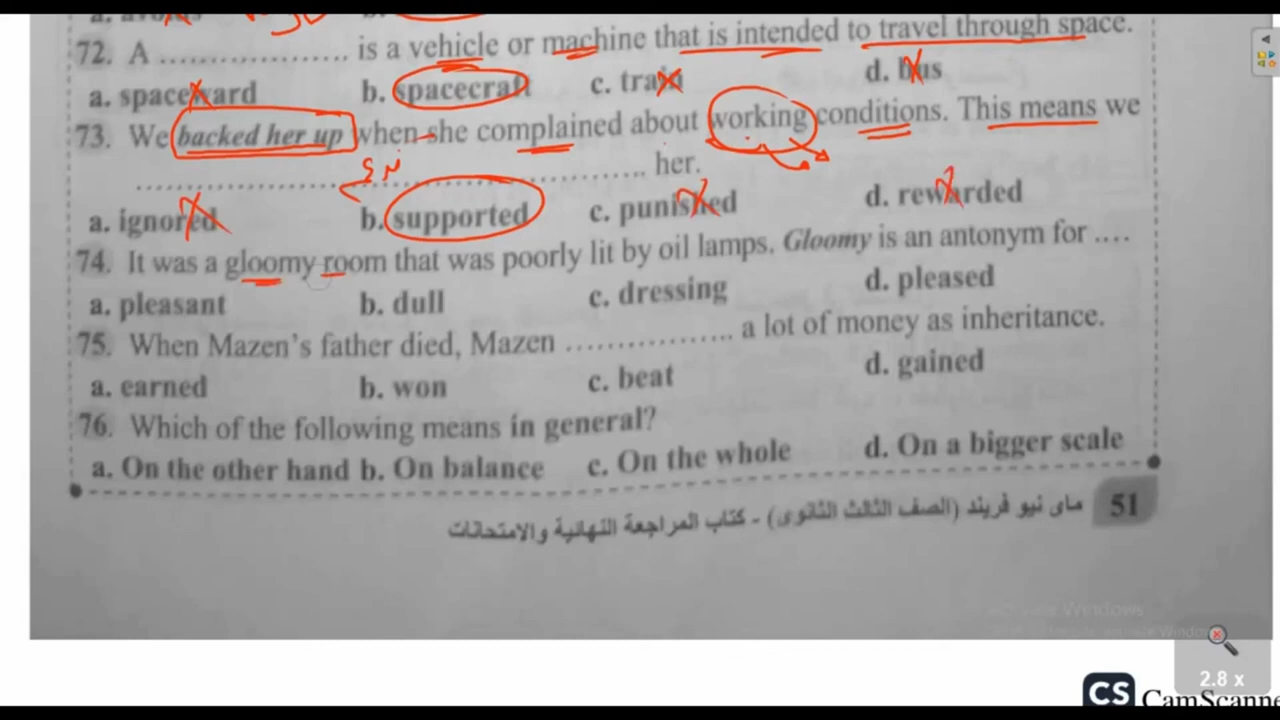 72. A .................... is a vehicle or machine that is intended to travel through space.
a. spaceward b. spacecraft c. train d. bus
73. We backed her up when she complained about working conditions. This means we
........................................................ her.
a. ignored b. supported c. punished d. rewarded
74. It was a gloomy room that was poorly lit by oil lamps. Gloomy is an antonym for ....
a. pleasant b. dull c. dressing d. pleased
75. When Mazen's father died, Mazen .................. a lot of money as inheritance.
a. earned b. won c. beat d. gained
76. Which of the following means in general?
a. On the other hand b. On balance c. On the whole d. On a bigger scale
51 ماى نيو فريند (الصف الثالث الثانوى) - كتاب المراجعة النهائية والامتحانات
2.8 x
CS CamScanne